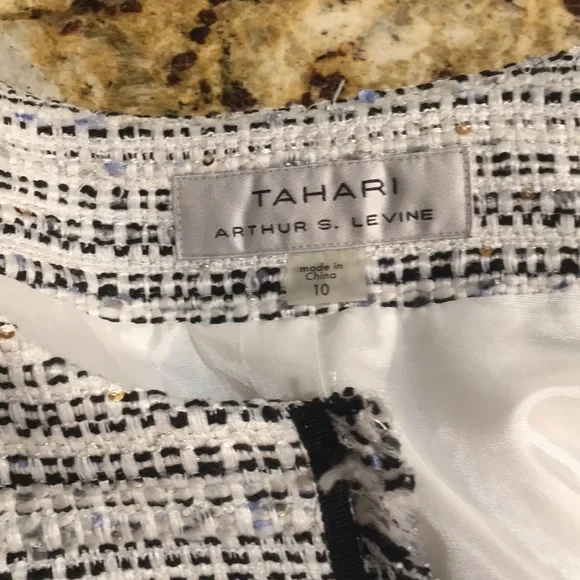 TAHARI
ARTHUR S. LEVINE
made in
China
10